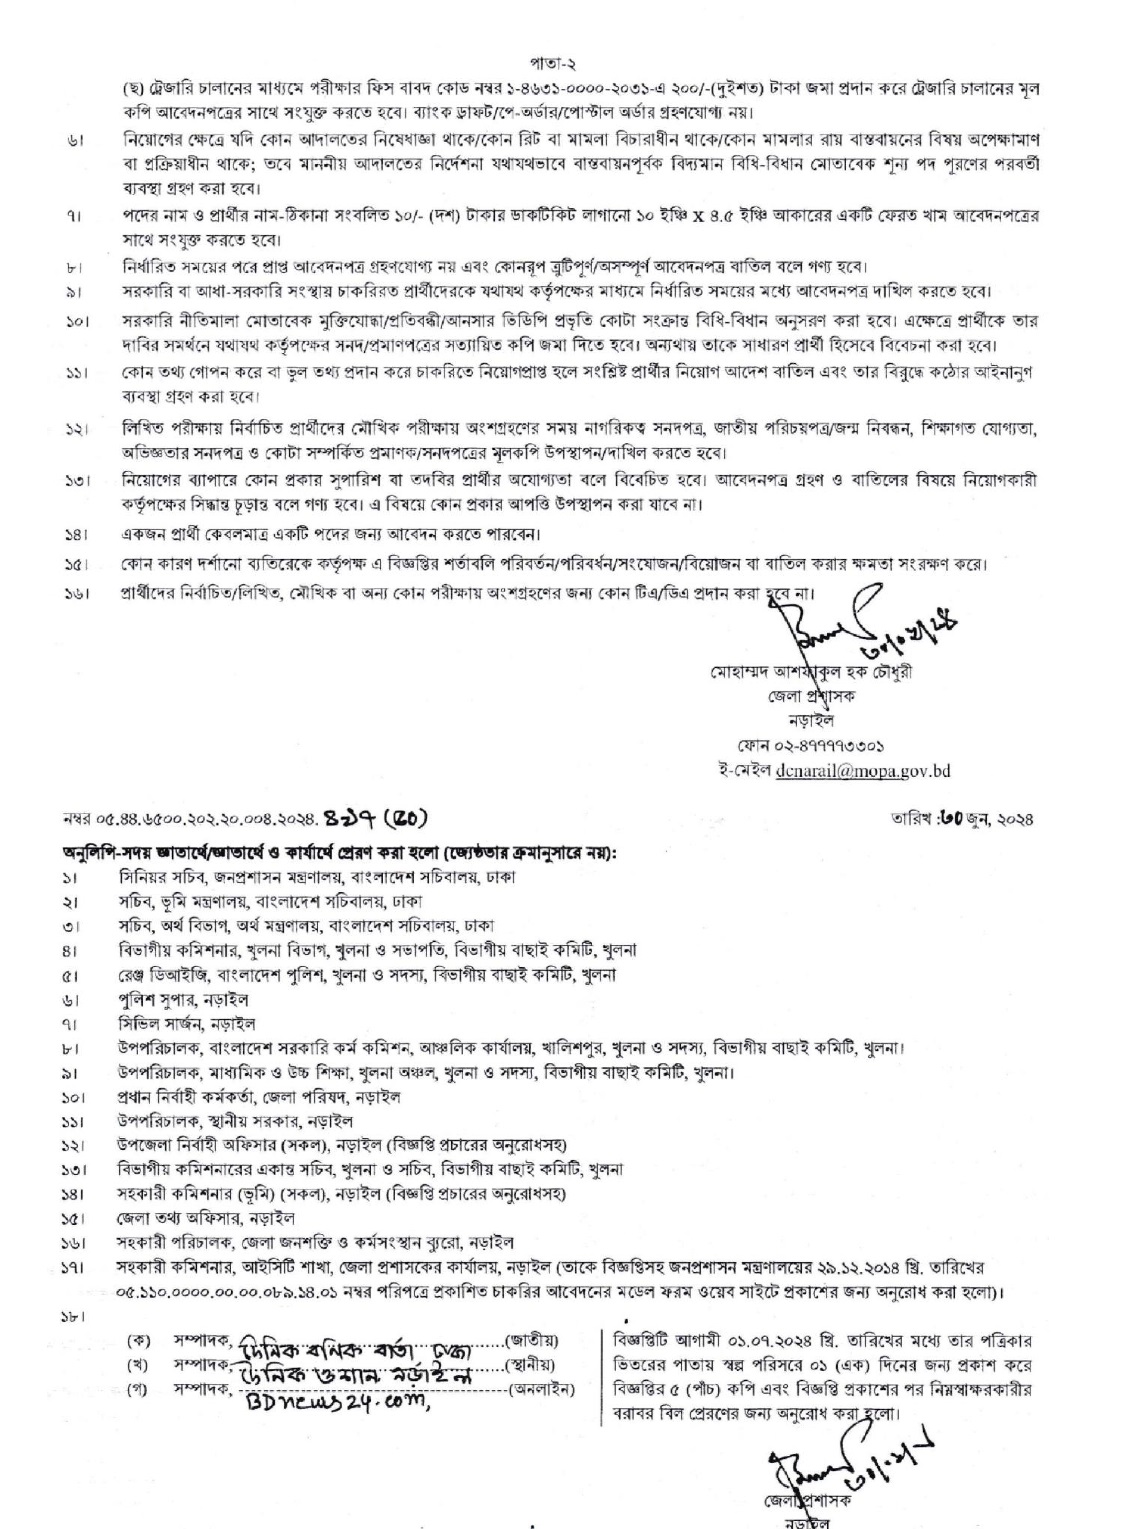 পাতা-২
(ছ) ট্রেজারি চালানের মাধ্যমে পরীক্ষার ফিস বাবদ কোড নম্বর ১-৪৬৩১-০০০০-২০৩১-এ ২০০/-(দুইশত) টাকা জমা প্রদান করে ট্রেজারি চালানের মূল
কপি আবেদনপত্রের সাথে সংযুক্ত করতে হবে। ব্যাংক ড্রাফট/পে-অর্ডার/পোস্টাল অর্ডার গ্রহণযোগ্য নয়।
৬। নিয়োগের ক্ষেত্রে যদি কোন আদালতের নিষেধাজ্ঞা থাকে/কোন রিট বা মামলা বিচারাধীন থাকে/কোন মামলার রায় বাস্তবায়নের বিষয় অপেক্ষামাণ
বা প্রক্রিয়াধীন থাকে; তবে মাননীয় আদালতের নির্দেশনা যথাযথভাবে বাস্তবায়নপূর্বক বিদ্যমান বিধি-বিধান মোতাবেক শূন্য পদ পূরণের পরবর্তী
ব্যবস্থা গ্রহণ করা হবে।
৭। পদের নাম ও প্রার্থীর নাম-ঠিকানা সংবলিত ১০/- (দশ) টাকার ডাকটিকিট লাগানো ১০ ইঞ্চি X ৪.৫ ইঞ্চি আকারের একটি ফেরত খাম আবেদনপত্রের
সাথে সংযুক্ত করতে হবে।
৮। নির্ধারিত সময়ের পরে প্রাপ্ত আবেদনপত্র গ্রহণযোগ্য নয় এবং কোনরূপ ত্রুটিপূর্ণ/অসম্পূর্ণ আবেদনপত্র বাতিল বলে গণ্য হবে।
৯। সরকারি বা আধা-সরকারি সংস্থায় চাকরিরত প্রার্থীদেরকে যথাযথ কর্তৃপক্ষের মাধ্যমে নির্ধারিত সময়ের মধ্যে আবেদনপত্র দাখিল করতে হবে।
১০। সরকারি নীতিমালা মোতাবেক মুক্তিযোদ্ধা/প্রতিবন্ধী/আনসার ভিডিপি প্রভৃতি কোটা সংক্রান্ত বিধি-বিধান অনুসরণ করা হবে। এক্ষেত্রে প্রার্থীকে তার
দাবির সমর্থনে যথাযথ কর্তৃপক্ষের সনদ/প্রমাণপত্রের সত্যায়িত কপি জমা দিতে হবে। অন্যথায় তাকে সাধারণ প্রার্থী হিসেবে বিবেচনা করা হবে।
১১। কোন তথ্য গোপন করে বা ভুল তথ্য প্রদান করে চাকরিতে নিয়োগপ্রাপ্ত হলে সংশ্লিষ্ট প্রার্থীর নিয়োগ আদেশ বাতিল এবং তার বিরুদ্ধে কঠোর আইনানুগ
ব্যবস্থা গ্রহণ করা হবে।
১২। লিখিত পরীক্ষায় নির্বাচিত প্রার্থীদের মৌখিক পরীক্ষায় অংশগ্রহণের সময় নাগরিকত্ব সনদপত্র, জাতীয় পরিচয়পত্র/জন্ম নিবন্ধন, শিক্ষাগত যোগ্যতা,
অভিজ্ঞতার সনদপত্র ও কোটা সম্পর্কিত প্রমাণক/সনদপত্রের মূলকপি উপস্থাপন/দাখিল করতে হবে।
১৩। নিয়োগের ব্যাপারে কোন প্রকার সুপারিশ বা তদবির প্রার্থীর অযোগ্যতা বলে বিবেচিত হবে। আবেদনপত্র গ্রহণ ও বাতিলের বিষয়ে নিয়োগকারী
কর্তৃপক্ষের সিদ্ধান্ত চূড়ান্ত বলে গণ্য হবে। এ বিষয়ে কোন প্রকার আপত্তি উপস্থাপন করা যাবে না।
১৪। একজন প্রার্থী কেবলমাত্র একটি পদের জন্য আবেদন করতে পারবেন।
১৫। কোন কারণ দর্শানো ব্যতিরেকে কর্তৃপক্ষ এ বিজ্ঞপ্তির শর্তাবলি পরিবর্তন/পরিবর্ধন/সংযোজন/বিয়োজন বা বাতিল করার ক্ষমতা সংরক্ষণ করে।
১৬। প্রার্থীদের নির্বাচিত/লিখিত, মৌখিক বা অন্য কোন পরীক্ষায় অংশগ্রহণের জন্য কোন টিএ/ডিএ প্রদান করা হবে না।
মোহাম্মদ আশফাকুল হক চৌধুরী
জেলা প্রশাসক
নড়াইল
ফোন ০২-৪৭৭৭৭৩৩০১
ই-মেইল dcnarail@mopa.gov.bd
নম্বর ০৫.৪৪.৬৫০০.২০২.২০.০০৪.২০২৪. ৪২৭ (৫০) তারিখ :৩০ জুন, ২০২৪
অনুলিপি-সদয় জ্ঞাতার্থে/জ্ঞাতার্থে ও কার্যার্থে প্রেরণ করা হলো (জ্যেষ্ঠতার ক্রমানুসারে নয়):
১। সিনিয়র সচিব, জনপ্রশাসন মন্ত্রণালয়, বাংলাদেশ সচিবালয়, ঢাকা
২। সচিব, ভূমি মন্ত্রণালয়, বাংলাদেশ সচিবালয়, ঢাকা
৩। সচিব, অর্থ বিভাগ, অর্থ মন্ত্রণালয়, বাংলাদেশ সচিবালয়, ঢাকা
৪। বিভাগীয় কমিশনার, খুলনা বিভাগ, খুলনা ও সভাপতি, বিভাগীয় বাছাই কমিটি, খুলনা
৫। রেঞ্জ ডিআইজি, বাংলাদেশ পুলিশ, খুলনা ও সদস্য, বিভাগীয় বাছাই কমিটি, খুলনা
৬। পুলিশ সুপার, নড়াইল
৭। সিভিল সার্জন, নড়াইল
৮। উপপরিচালক, বাংলাদেশ সরকারি কর্ম কমিশন, আঞ্চলিক কার্যালয়, খালিশপুর, খুলনা ও সদস্য, বিভাগীয় বাছাই কমিটি, খুলনা।
৯। উপপরিচালক, মাধ্যমিক ও উচ্চ শিক্ষা, খুলনা অঞ্চল, খুলনা ও সদস্য, বিভাগীয় বাছাই কমিটি, খুলনা।
১০। প্রধান নির্বাহী কর্মকর্তা, জেলা পরিষদ, নড়াইল
১১। উপপরিচালক, স্থানীয় সরকার, নড়াইল
১২। উপজেলা নির্বাহী অফিসার (সকল), নড়াইল (বিজ্ঞপ্তি প্রচারের অনুরোধসহ)
১৩। বিভাগীয় কমিশনারের একান্ত সচিব, খুলনা ও সচিব, বিভাগীয় বাছাই কমিটি, খুলনা
১৪। সহকারী কমিশনার (ভূমি) (সকল), নড়াইল (বিজ্ঞপ্তি প্রচারের অনুরোধসহ)
১৫। জেলা তথ্য অফিসার, নড়াইল
১৬। সহকারী পরিচালক, জেলা জনশক্তি ও কর্মসংস্থান ব্যুরো, নড়াইল
১৭। সহকারী কমিশনার, আইসিটি শাখা, জেলা প্রশাসকের কার্যালয়, নড়াইল (তাকে বিজ্ঞপ্তিসহ জনপ্রশাসন মন্ত্রণালয়ের ২৯.১২.২০১৪ খ্রি. তারিখের
০৫.১১০.০০০০.০০.০০.০৮৯.১৪.০১ নম্বর পরিপত্রে প্রকাশিত চাকরির আবেদনের মডেল ফরম ওয়েব সাইটে প্রকাশের জন্য অনুরোধ করা হলো)।
১৮।
(ক) সম্পাদক, দৈনিক বনিক বার্তা ঢাকা (জাতীয়)
(খ) সম্পাদক, দৈনিক ওশান নড়াইল (স্থানীয়)
(গ) সম্পাদক, (অনলাইন)
BDnews24.com,
বিজ্ঞপ্তিটি আগামী ০১.০৭.২০২৪ খ্রি. তারিখের মধ্যে তার পত্রিকার
ভিতরের পাতায় স্বল্প পরিসরে ০১ (এক) দিনের জন্য প্রকাশ করে
বিজ্ঞপ্তির ৫ (পাঁচ) কপি এবং বিজ্ঞপ্তি প্রকাশের পর নিম্নস্বাক্ষরকারীর
বরাবর বিল প্রেরণের জন্য অনুরোধ করা হলো।
জেলা প্রশাসক
নড়াইল